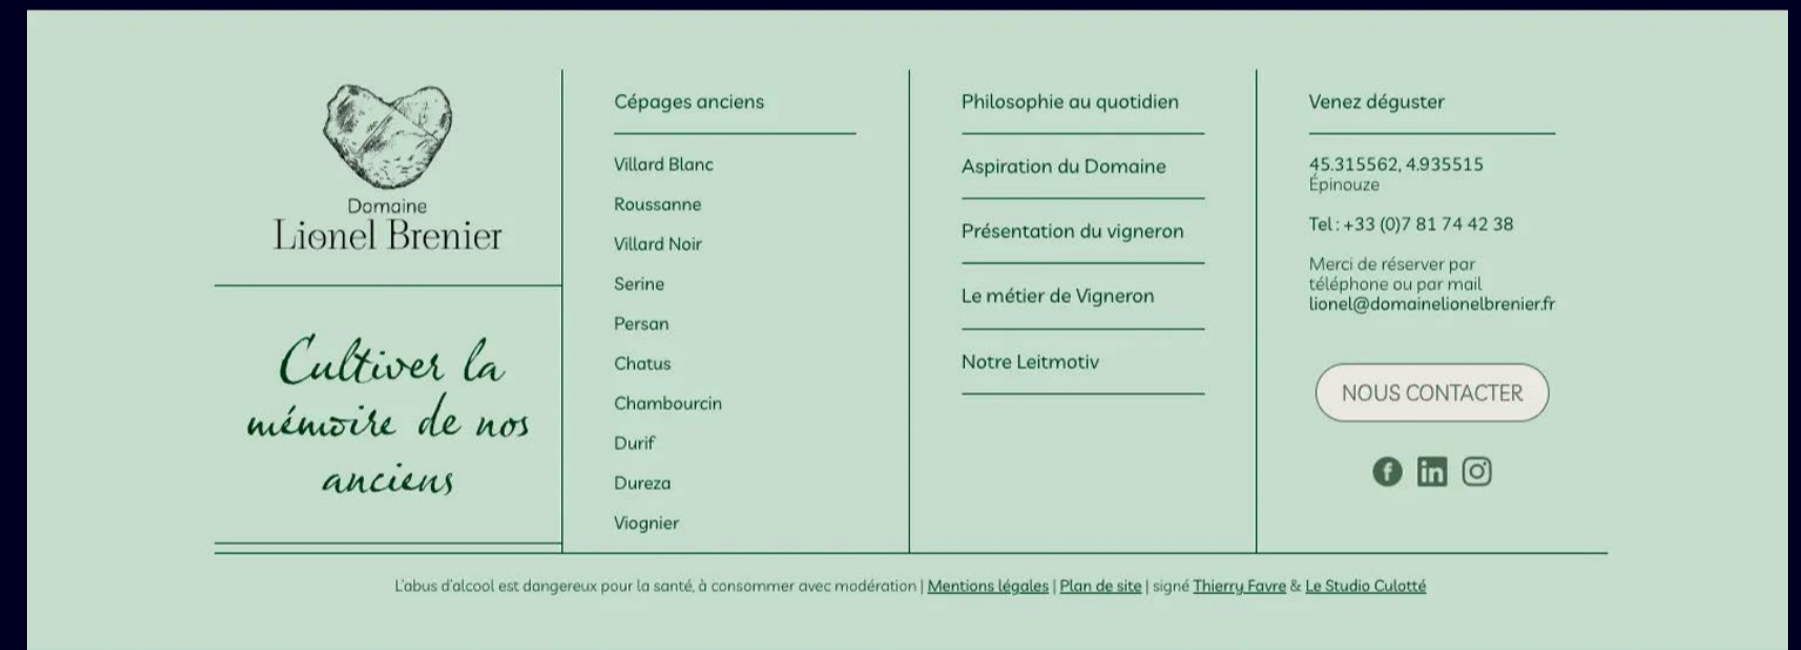 Domaine
Lionel Brenier
Cultiver la
mémoire de nos
anciens
Cépages anciens
Villard Blanc
Roussanne
Villard Noir
Serine
Persan
Chatus
Chambourcin
Durif
Dureza
Viognier
Philosophie au quotidien
Aspiration du Domaine
Présentation du vigneron
Le métier de Vigneron
Notre Leitmotiv
Venez déguster
45.315562, 4.935515
Épinouze
Tel : +33 (0)7 81 74 42 38
Merci de réserver par
téléphone ou par mail
lionel@domainelionelbrenier.fr
NOUS CONTACTER
L'abus d'alcool est dangereux pour la santé, à consommer avec modération | Mentions légales | Plan de site | signé Thierry Favre & Le Studio Culotté